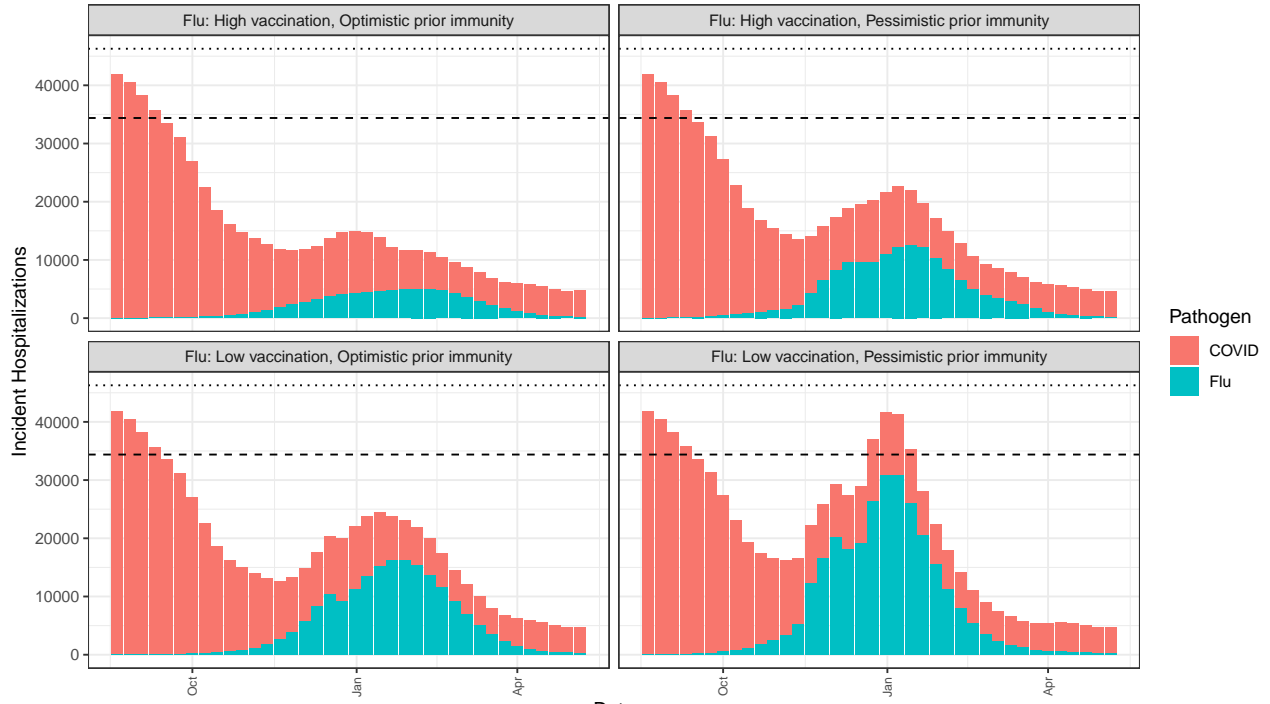 Flu: High vaccination, Optimistic prior immunity
Flu: High vaccination, Pessimistic prior immunity
40000
30000
20000
10000
0
Flu: Low vaccination, Optimistic prior immunity
Flu: Low vaccination, Pessimistic prior immunity
40000
30000
20000
10000
0
Incident Hospitalizations
Oct
Jan
Apr
Oct
Jan
Apr
Pathogen
COVID
Flu